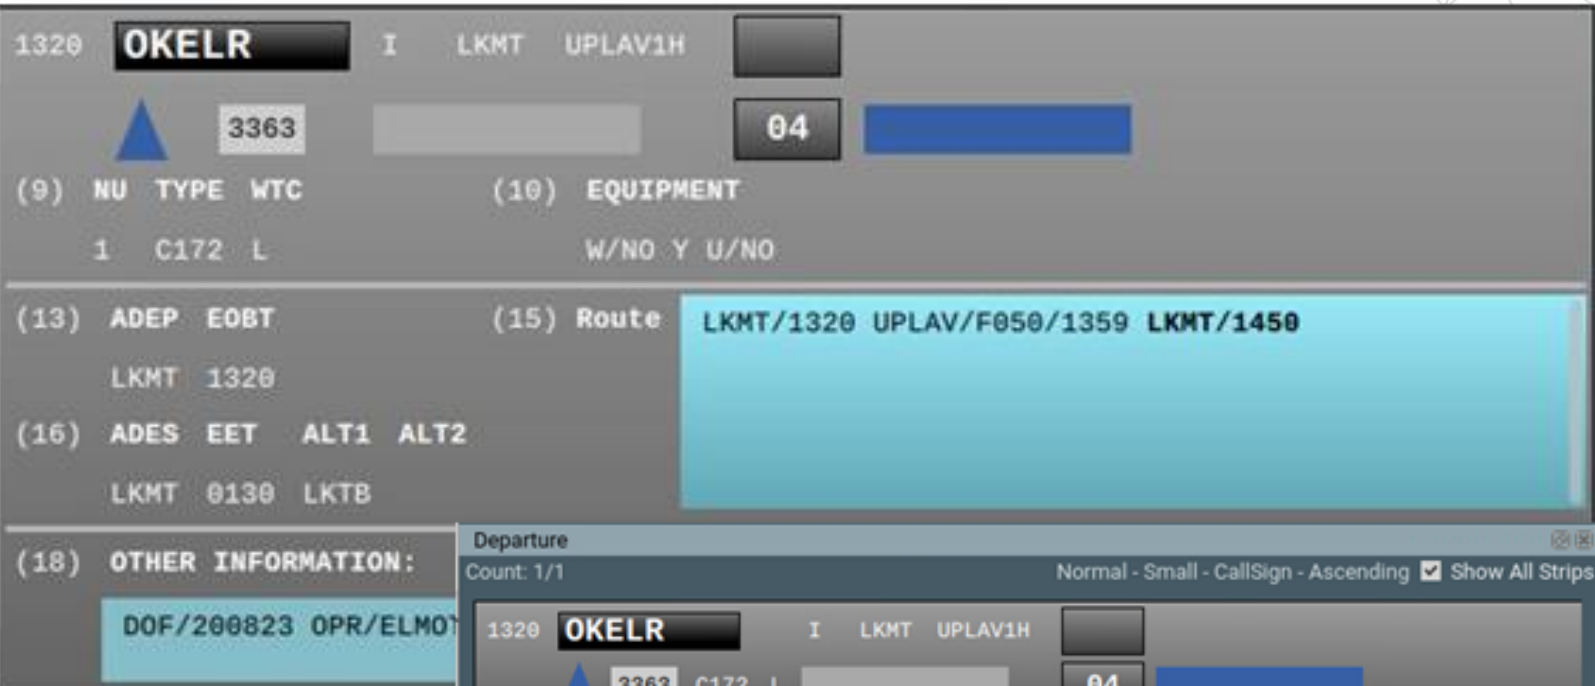 1320 OKELR I LKMT UPLAV1H
3363 04
(9) NU TYPE WTC (10) EQUIPMENT
1 C172 L W/NO Y U/NO
(13) ADEP EOBT (15) Route LKMT/1320 UPLAV/F050/1359 LKMT/1450
LKMT 1320
(16) ADES EET ALT1 ALT2
LKMT 0130 LKTB
(18) OTHER INFORMATION:
DOF/200823 OPR/ELMO
Departure
Count: 1/1 Normal - Small - CallSign - Ascending Show All Strips
1320 OKELR I LKMT UPLAV1H
3363 C172 L 04